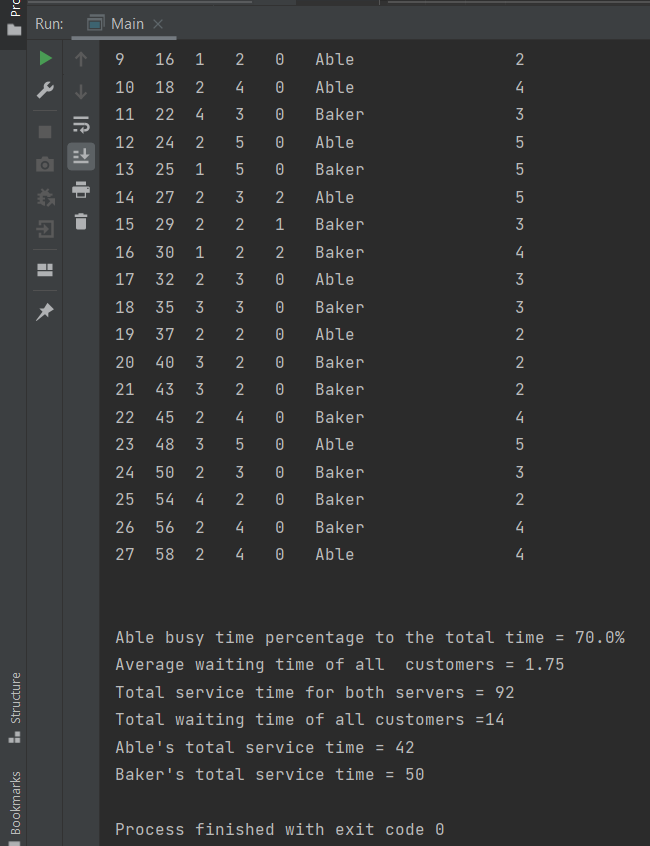 Pro
Run: Main
9 16 1 2 0 Able 2
10 18 2 4 0 Able 4
11 22 4 3 0 Baker 3
12 24 2 5 0 Able 5
13 25 1 5 0 Baker 5
14 27 2 3 2 Able 5
15 29 2 2 1 Baker 3
16 30 1 2 2 Baker 4
17 32 2 3 0 Able 3
18 35 3 3 0 Baker 3
19 37 2 2 0 Able 2
20 40 3 2 0 Baker 2
21 43 3 2 0 Baker 2
22 45 2 4 0 Baker 4
23 48 3 5 0 Able 5
24 50 2 3 0 Baker 3
25 54 4 2 0 Baker 2
26 56 2 4 0 Baker 4
27 58 2 4 0 Able 4
Able busy time percentage to the total time = 70.0%
Average waiting time of all  customers = 1.75
Total service time for both servers = 92
Total waiting time of all customers =14
Able's total service time = 42
Baker's total service time = 50
Process finished with exit code 0
Structure
Bookmarks